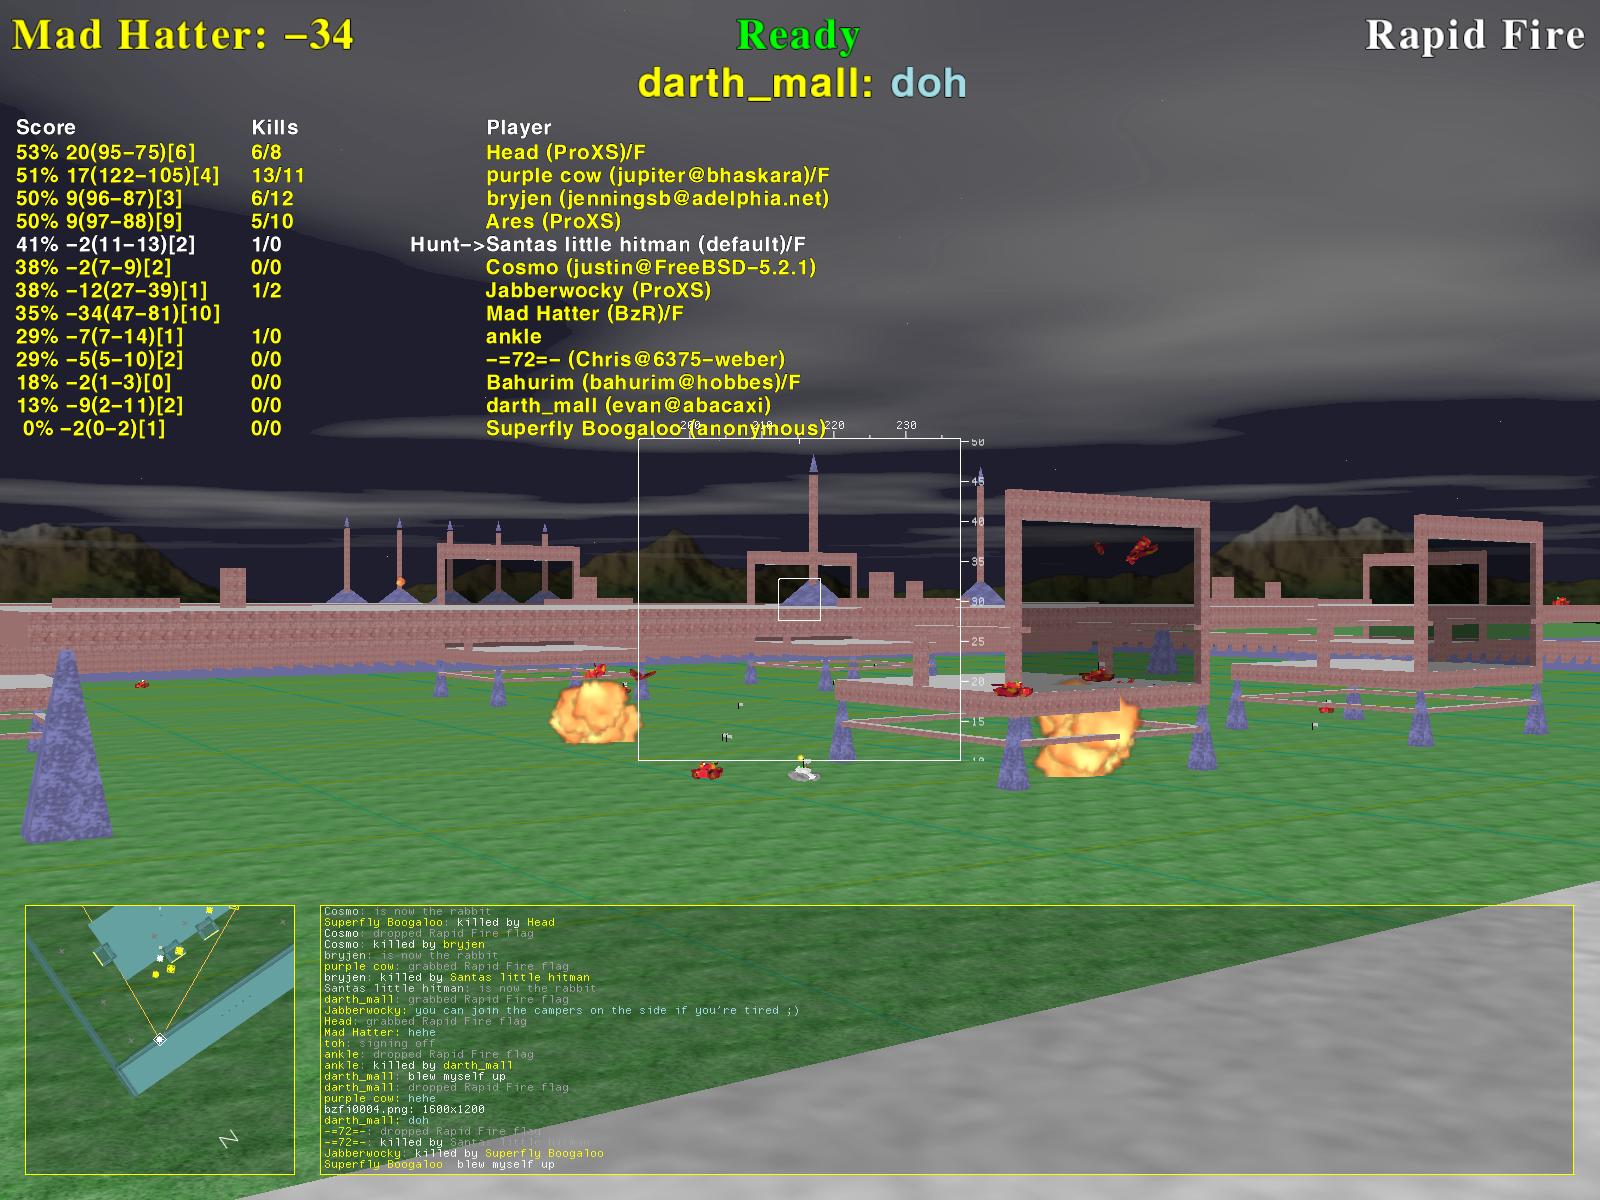 Mad Hatter: −34
Ready
Rapid Fire
darth_mall: doh
Score Kills Player
53% 20(95−75)[6] 6/8 Head (ProXS)/F
51% 17(122−105)[4] 13/11 purple cow (jupiter@bhaskara)/F
50% 9(96−87)[3] 6/12 bryjen (jenningsb@adelphia.net)
50% 9(97−88)[9] 5/10 Ares (ProXS)
41% −2(11−13)[2] 1/0 Hunt−>Santas little hitman (default)/F
38% −2(7−9)[2] 0/0 Cosmo (justin@FreeBSD−5.2.1)
38% −12(27−39)[1] 1/2 Jabberwocky (ProXS)
35% −34(47−81)[10] Mad Hatter (BzR)/F
29% −7(7−14)[1] 1/0 ankle
29% −5(5−10)[2] 0/0 −=72=− (Chris@6375−weber)
18% −2(1−3)[0] 0/0 Bahurim (bahurim@hobbes)/F
13% −9(2−11)[2] 0/0 darth_mall (evan@abacaxi)
0% −2(0−2)[1] 0/0 Superfly Boogaloo (anonymous)
200 210 220 230
50
45
40
35
30
25
20
15
Cosmo: is now the rabbit
Superfly Boogaloo: killed by Head
Cosmo: dropped Rapid Fire flag
Cosmo: killed by bryjen
bryjen: is now the rabbit
purple cow: grabbed Rapid Fire flag
bryjen: killed by Santas little hitman
Santas little hitman: is now the rabbit
darth_mall: grabbed Rapid Fire flag
Jabberwocky: you can join the campers on the side if you're tired ;)
Head: grabbed Rapid Fire flag
Mad Hatter: hehe
toh: signing off
ankle: dropped Rapid Fire flag
ankle: killed by darth_mall
darth_mall: blew myself up
darth_mall: dropped Rapid Fire flag
purple cow: hehe
bzfi0004.png: 1600x1200
darth_mall: doh
−=72=−: dropped Rapid Fire flag
−=72=−: killed by Santas little hitman
Jabberwocky: killed by Superfly Boogaloo
Superfly Boogaloo blew myself up
N